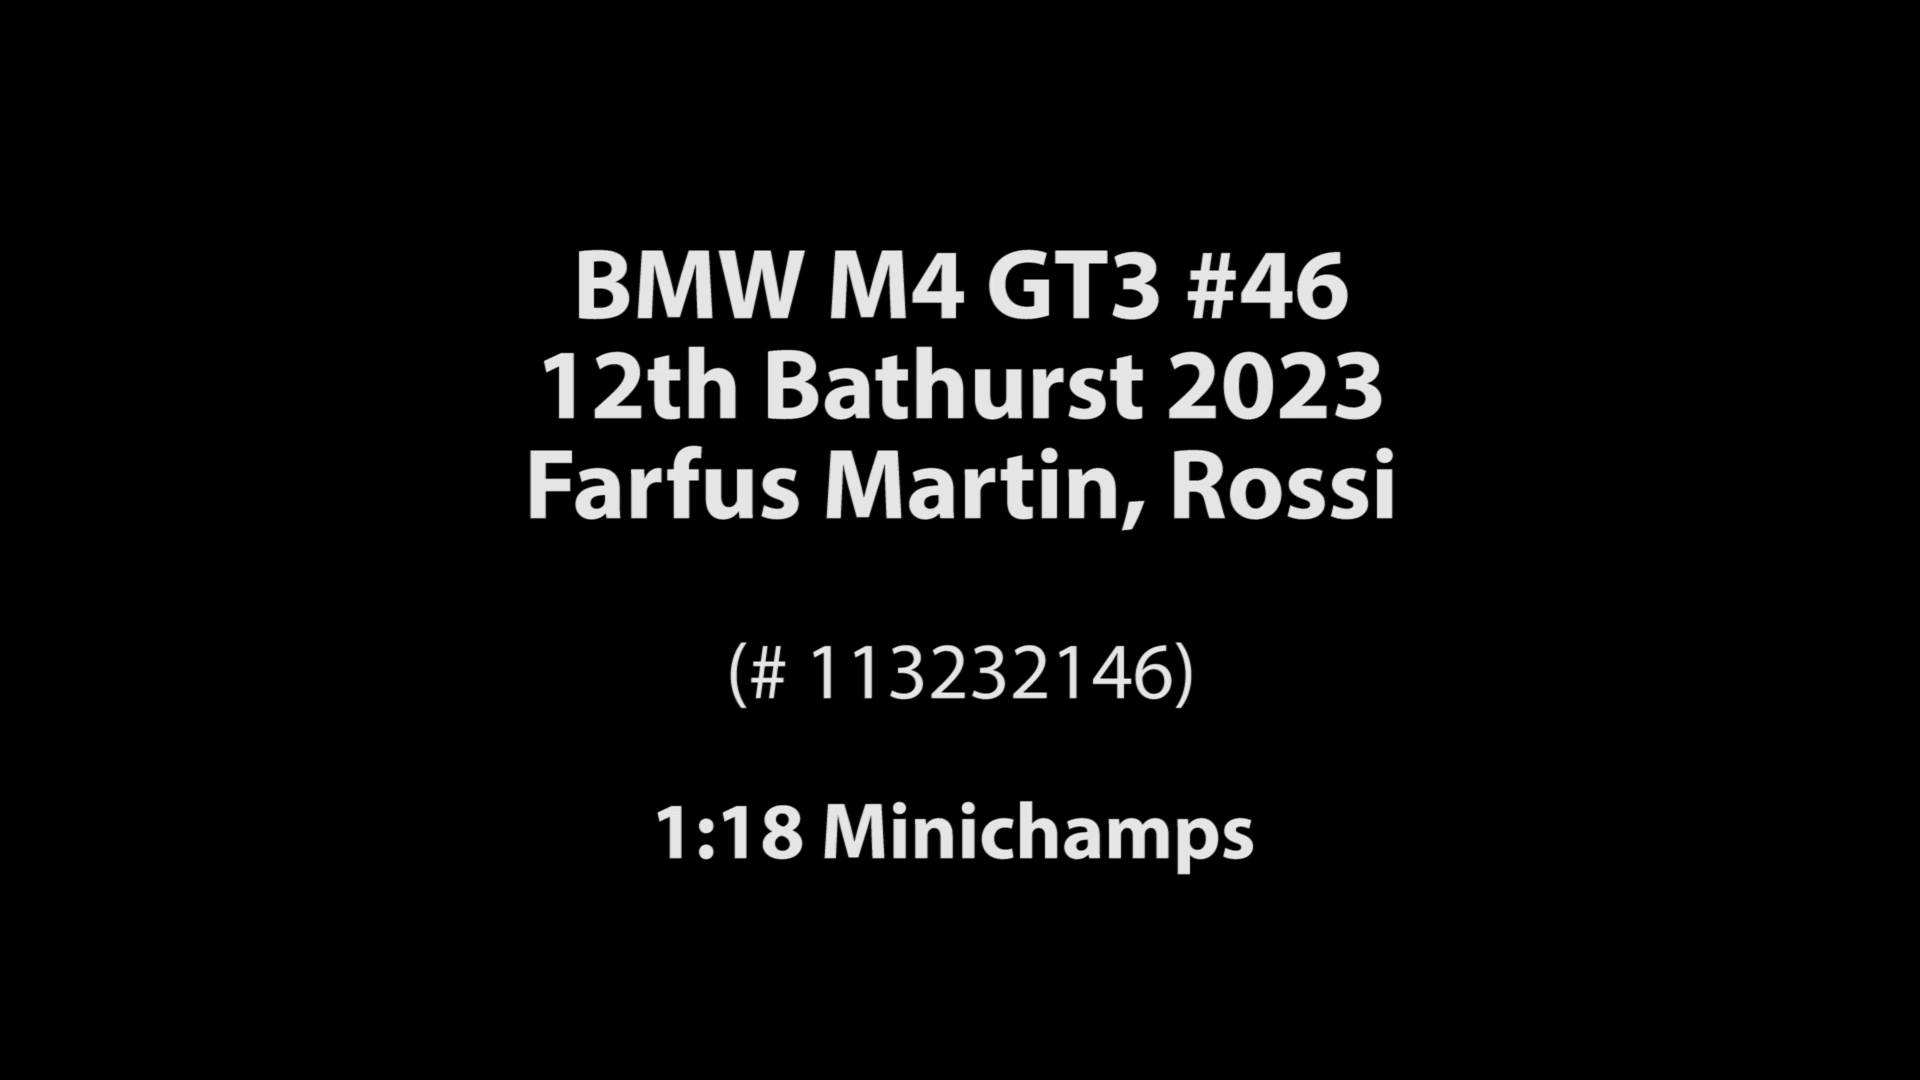 BMW M4 GT3 #46
12th Bathurst 2023
Farfus Martin, Rossi
(# 113232146)
1:18 Minichamps